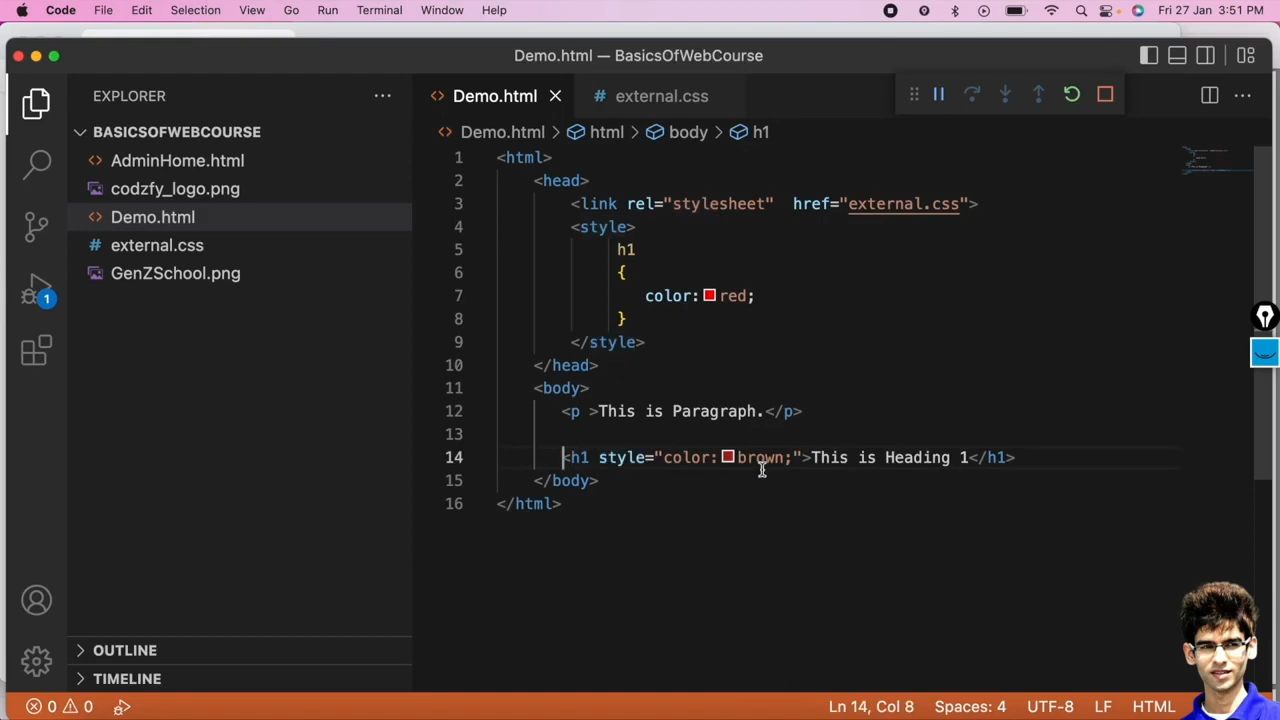 Code File Edit Selection View Go Run Terminal Window Help Fri 27 Jan 3:51 PM
Demo.html — BasicsOfWebCourse
EXPLORER
BASICSOFWEBCOURSE
AdminHome.html
codzfy_logo.png
Demo.html
external.css
GenZSchool.png
1
OUTLINE
TIMELINE
Demo.html external.css
Demo.html > html > body > h1
1 <html>
2 <head>
3 <link rel="stylesheet"  href="external.css">
4 <style>
5 h1
6 {
7 color: red;
8 }
9 </style>
10 </head>
11 <body>
12 <p >This is Paragraph.</p>
13
14 <h1 style="color: brown;">This is Heading 1</h1>
15 </body>
16 </html>
0 0 Ln 14, Col 8 Spaces: 4 UTF-8 LF HTML